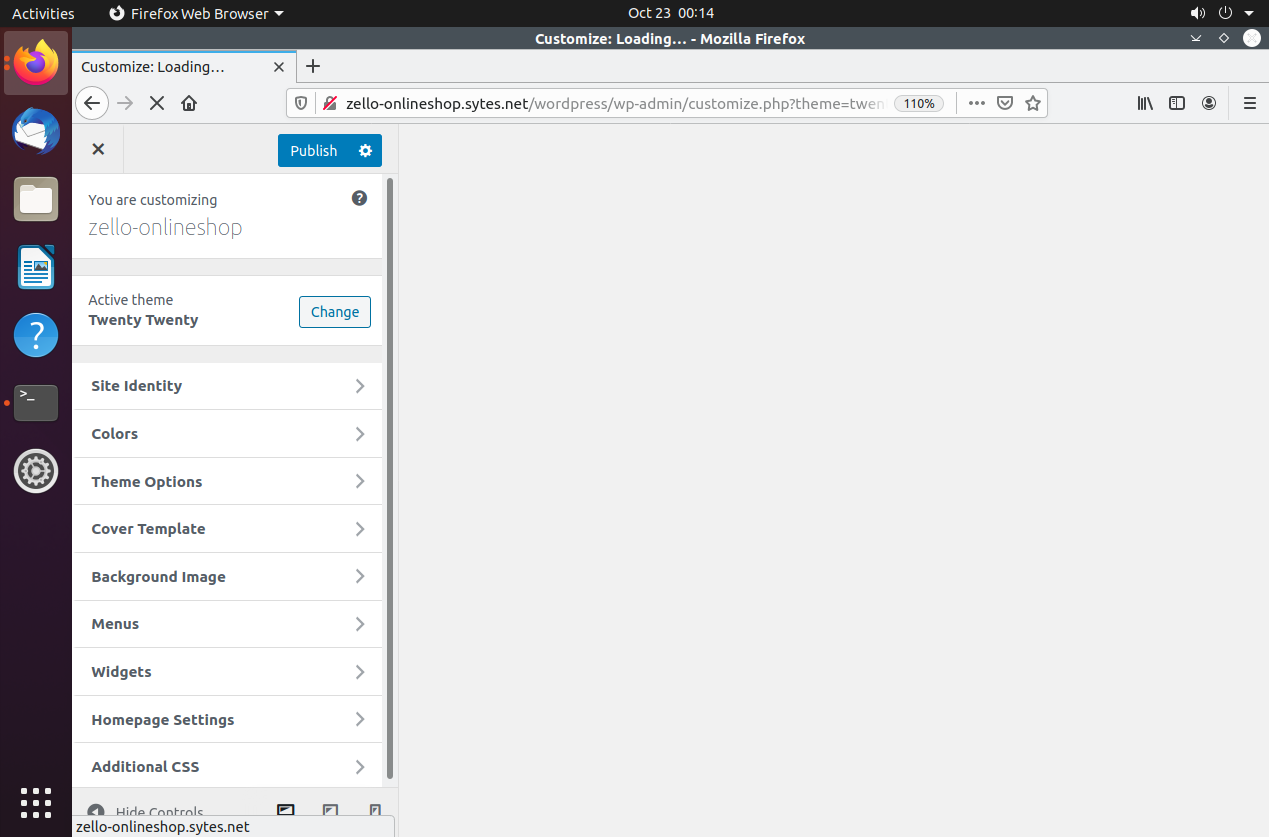 Activities
Firefox Web Browser
Oct 23 00:14
Customize: Loading… - Mozilla Firefox
Customize: Loading…
zello-onlineshop.sytes.net/wordpress/wp-admin/customize.php?theme=twen
110%
Publish
You are customizing
zello-onlineshop
Active theme
Twenty Twenty
Change
Site Identity
Colors
Theme Options
Cover Template
Background Image
Menus
Widgets
Homepage Settings
Additional CSS
Hide Controls
zello-onlineshop.sytes.net